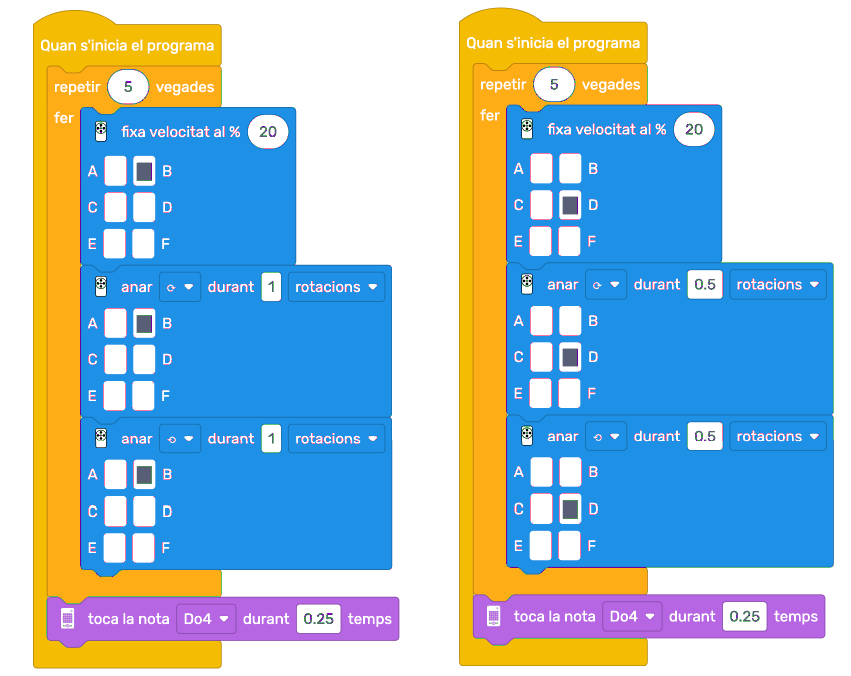 Quan s'inicia el programa
repetir 5 vegades
fer
fixa velocitat al % 20
A B
C D
E F
anar durant 1 rotacions
A B
C D
E F
anar durant 1 rotacions
A B
C D
E F
toca la nota Do4 durant 0.25 temps
Quan s'inicia el programa
repetir 5 vegades
fer
fixa velocitat al % 20
A B
C D
E F
anar durant 0.5 rotacions
A B
C D
E F
anar durant 0.5 rotacions
A B
C D
E F
toca la nota Do4 durant 0.25 temps